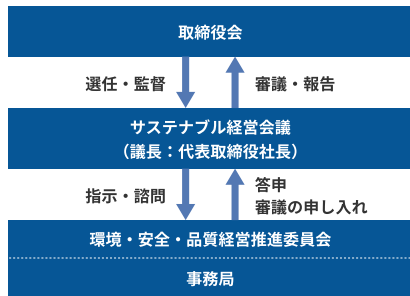 取締役会
選任・監督
審議・報告
サステナブル経営会議
（議長：代表取締役社長）
指示・諮問
答申
審議の申し入れ
環境・安全・品質経営推進委員会
事務局